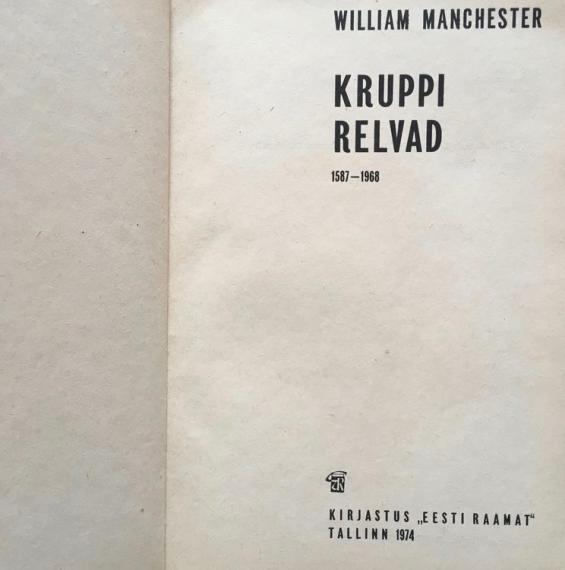 WILLIAM MANCHESTER
KRUPPI
RELVAD
1587—1968
KIRJASTUS „EESTI RAAMAT“
TALLINN 1974